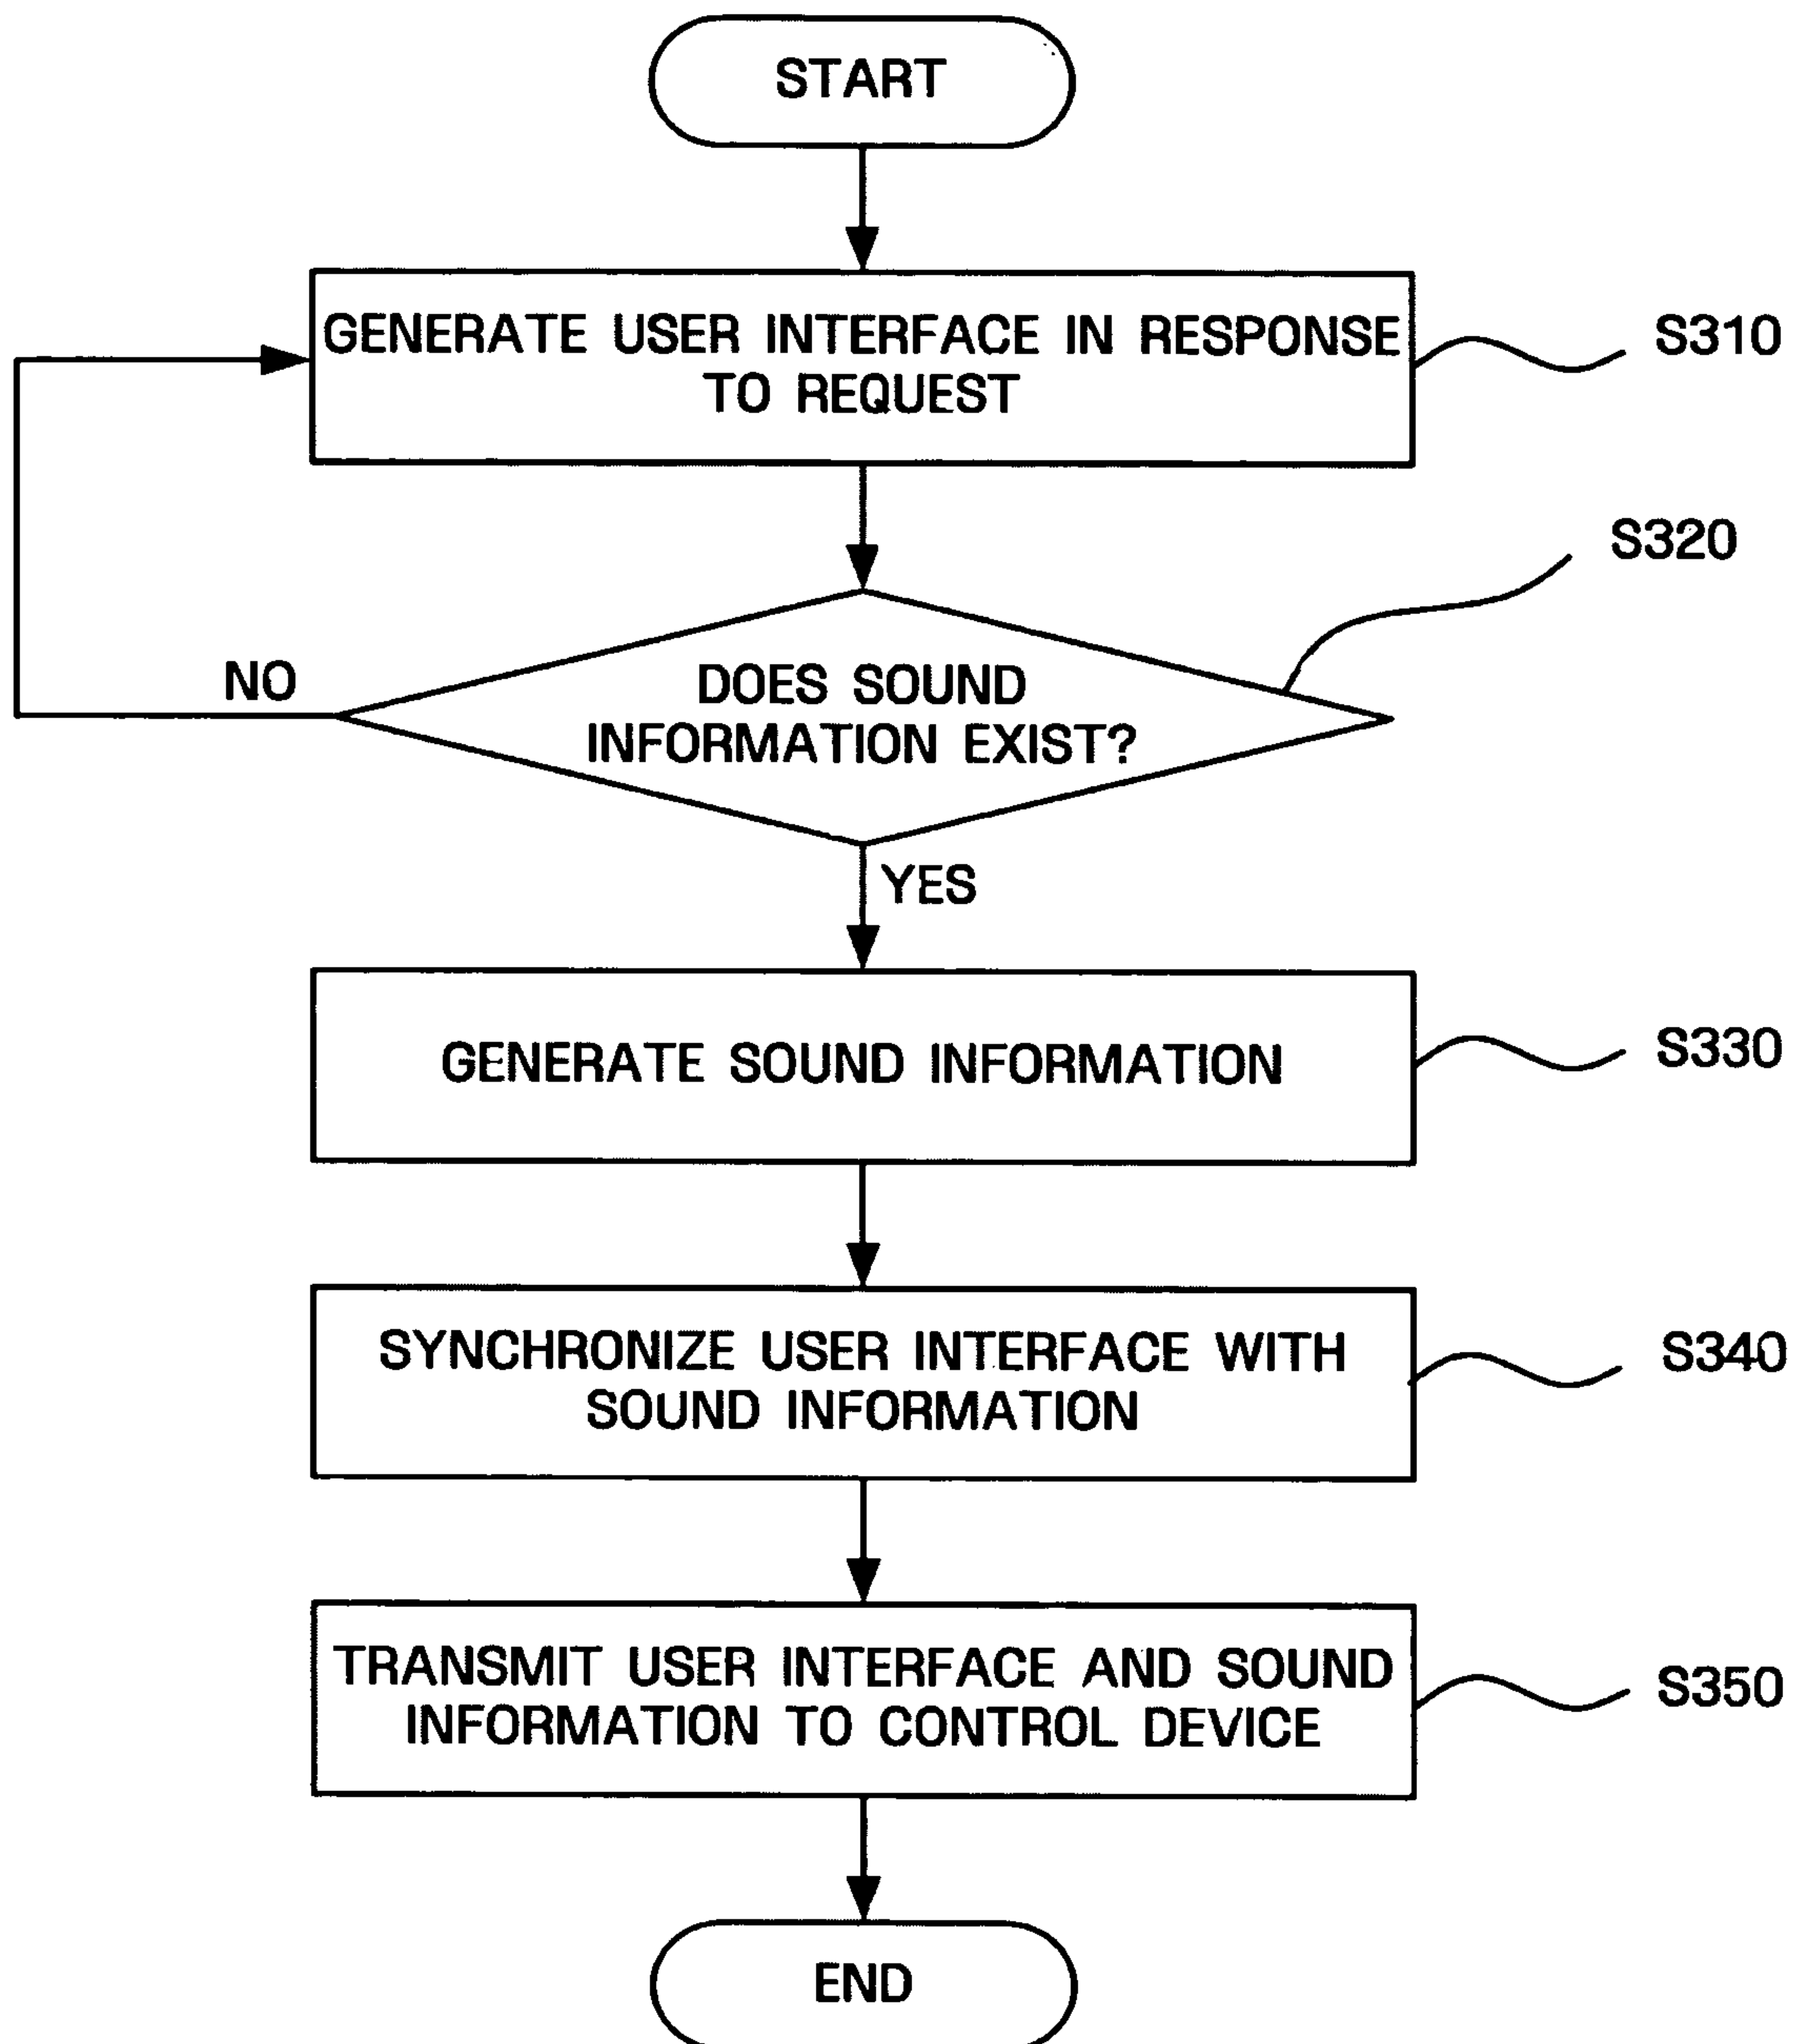 START
GENERATE USER INTERFACE IN RESPONSE
TO REQUEST
S310
S320
DOES SOUND
INFORMATION EXIST?
NO
YES
GENERATE SOUND INFORMATION
S330
SYNCHRONIZE USER INTERFACE WITH
SOUND INFORMATION
S340
TRANSMIT USER INTERFACE AND SOUND
INFORMATION TO CONTROL DEVICE
S350
END